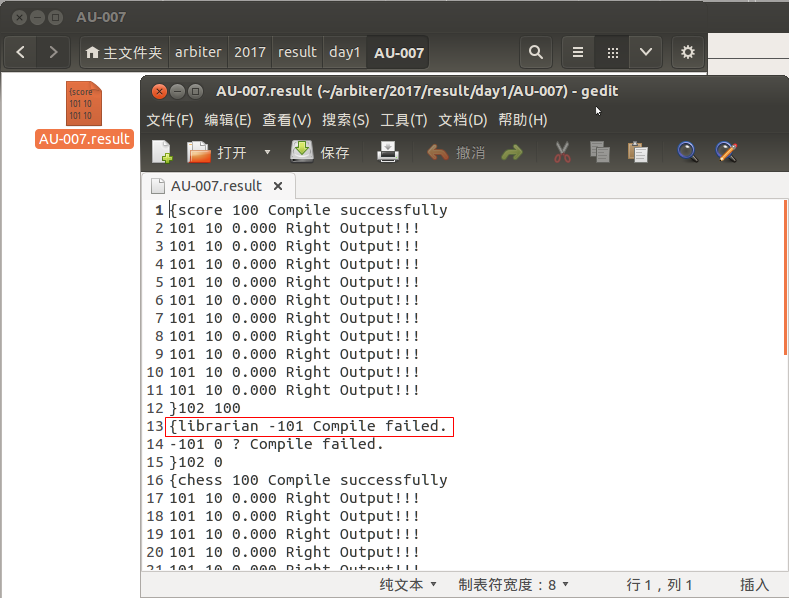 AU-007
主文件夹 arbiter 2017 result day1 AU-007
{score
101 10
101 10
AU-007.result
AU-007.result (~/arbiter/2017/result/day1/AU-007) - gedit
文件(F) 编辑(E) 查看(V) 搜索(S) 工具(T) 文档(D) 帮助(H)
打开 保存 撤消
AU-007.result
1 {score 100 Compile successfully
2 101 10 0.000 Right Output!!!
3 101 10 0.000 Right Output!!!
4 101 10 0.000 Right Output!!!
5 101 10 0.000 Right Output!!!
6 101 10 0.000 Right Output!!!
7 101 10 0.000 Right Output!!!
8 101 10 0.000 Right Output!!!
9 101 10 0.000 Right Output!!!
10 101 10 0.000 Right Output!!!
11 101 10 0.000 Right Output!!!
12 }102 100
13 {librarian -101 Compile failed.
14 -101 0 ? Compile failed.
15 }102 0
16 {chess 100 Compile successfully
17 101 10 0.000 Right Output!!!
18 101 10 0.000 Right Output!!!
19 101 10 0.000 Right Output!!!
20 101 10 0.000 Right Output!!!
21 101 10 0.000 Right Output!!!
纯文本 制表符宽度：8 行 1，列 1 插入